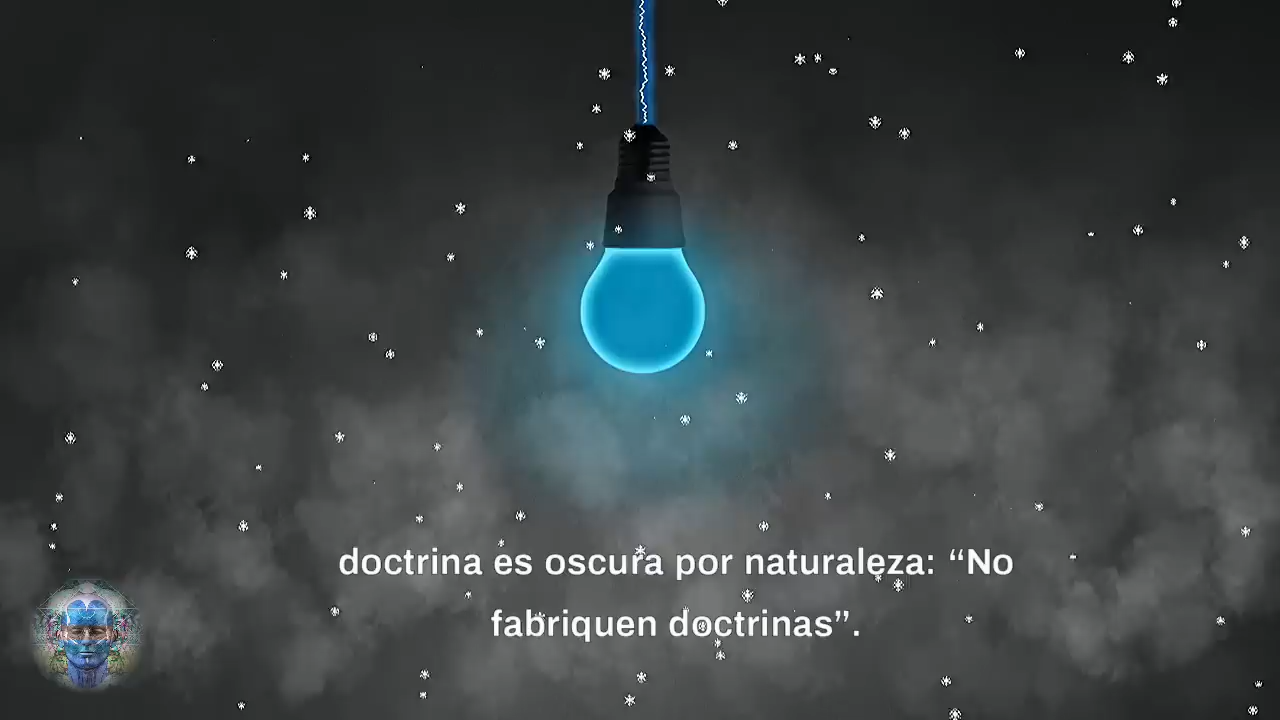 doctrina es oscura por naturaleza: “No
fabriquen doctrinas”.